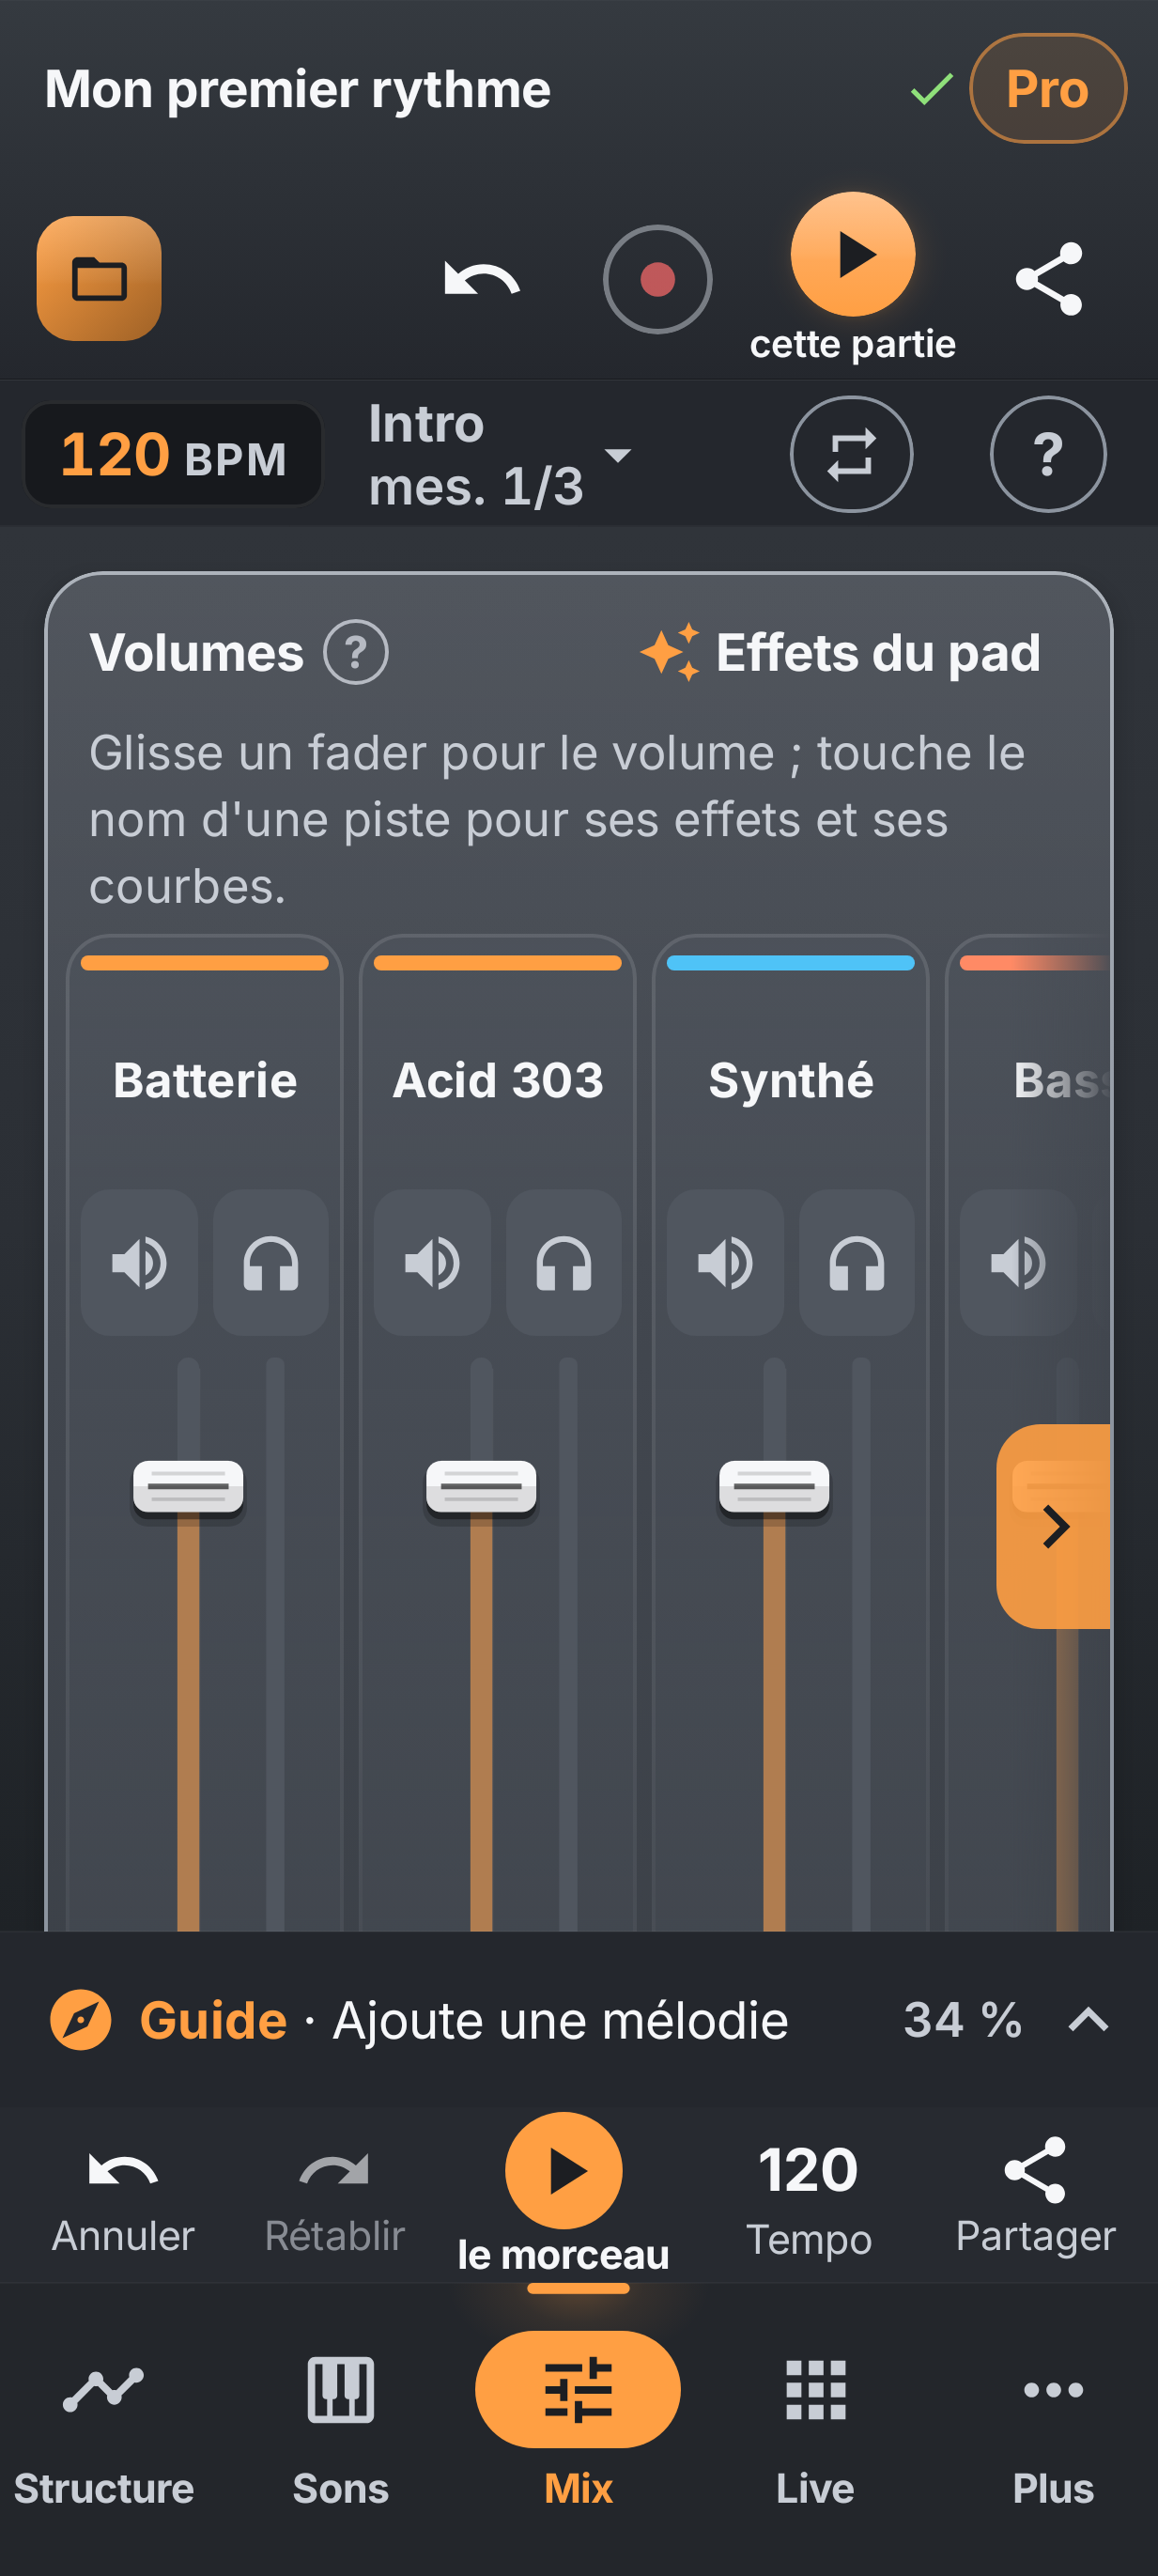 Mon premier rythme
Pro
cette partie
120 BPM
Intro
mes. 1/3
?
Volumes ?
Effets du pad
Glisse un fader pour le volume ; touche le
nom d'une piste pour ses effets et ses
courbes.
Batterie
Acid 303
Synthé
Guide · Ajoute une mélodie
34 %
Annuler
Rétablir
le morceau
120
Tempo
Partager
Structure
Sons
Mix
Live
Plus